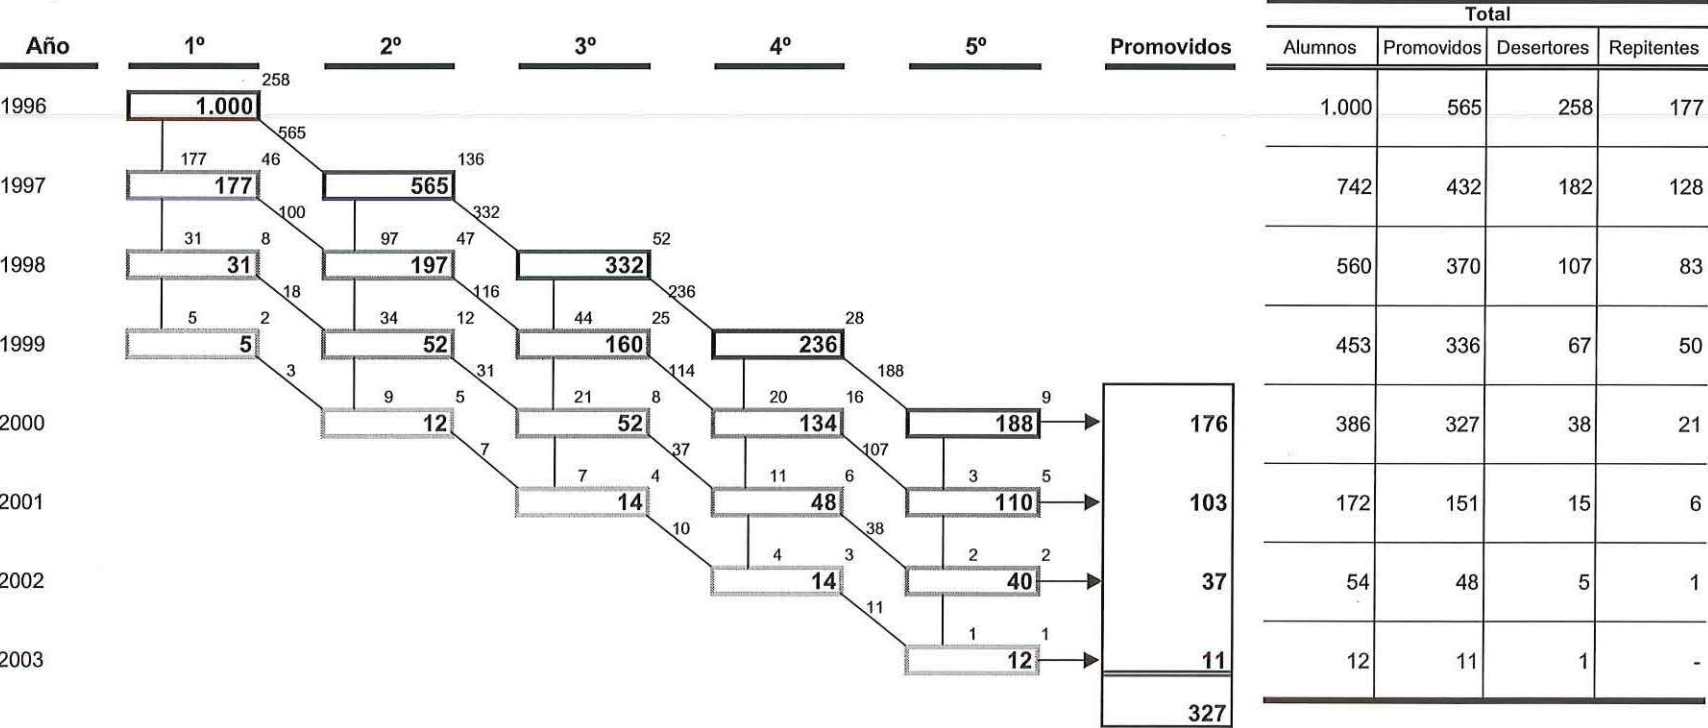 Total
Año 1º 2º 3º 4º 5º Promovidos Alumnos Promovidos Desertores Repitentes
258
1996 1.000 1.000 565 258 177
565
177 46 136
1997 177 565 742 432 182 128
100 332
31 8 97 47 52
1998 31 197 332 560 370 107 83
18 116 236
5 2 34 12 44 25 28
1999 5 52 160 236 453 336 67 50
3 31 114 188
9 5 21 8 20 16 9
2000 12 52 134 188 176 386 327 38 21
7 37 107
7 4 11 6 3 5
2001 14 48 110 103 172 151 15 6
10 38
4 3 2 2
2002 14 40 37 54 48 5 1
11
1 1
2003 12 11 12 11 1 -
327